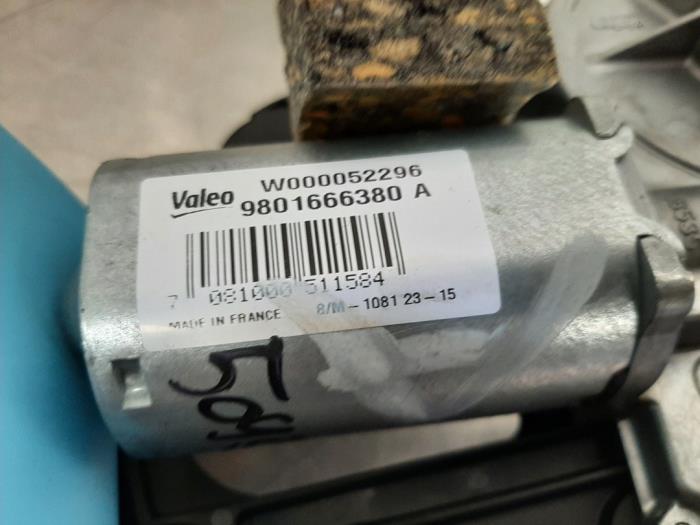 Valeo W000052296
9801666380 A
7 081000 511584
MADE IN FRANCE 8/M-1081 23-15